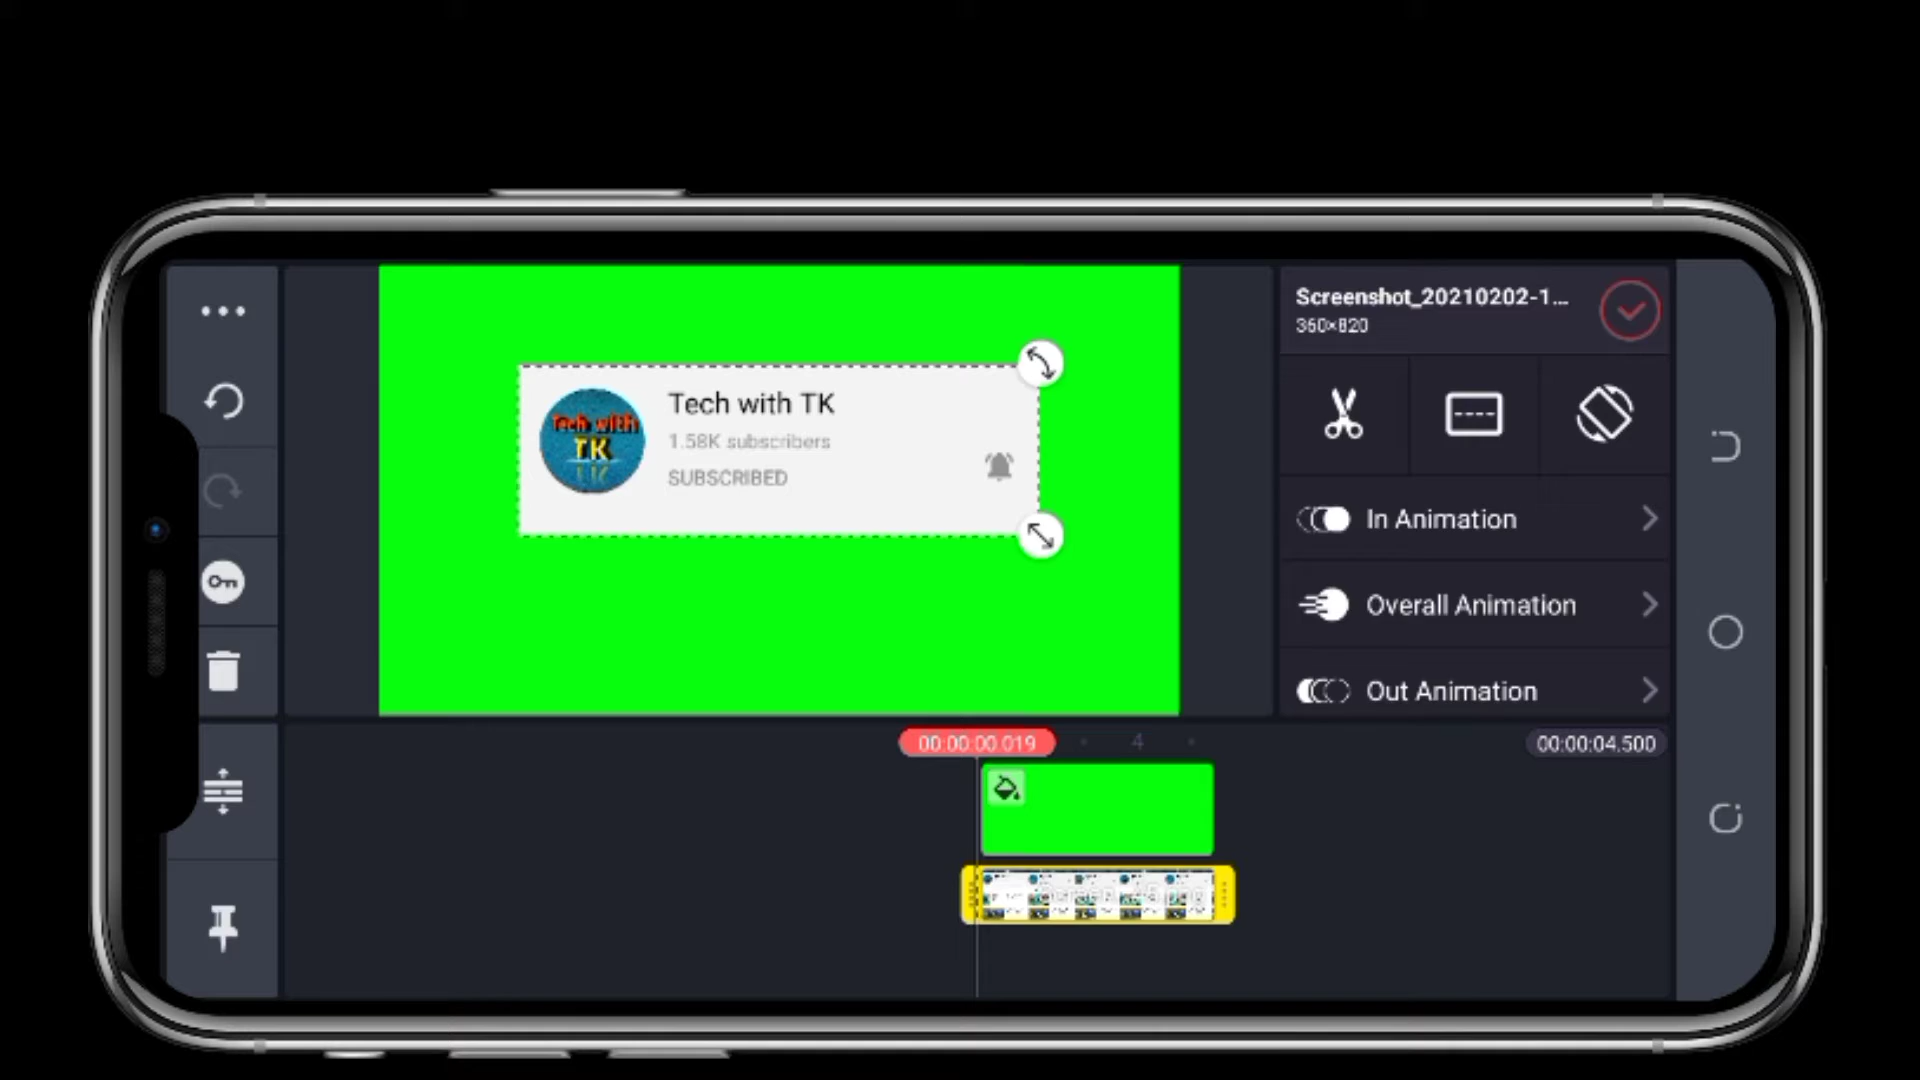 Screenshot_20210202-1...
360×820
Tech with TK
1.58K subscribers
SUBSCRIBED
Tech with
TK
In Animation
Overall Animation
Out Animation
00:00:00.019
4
00:00:04.500